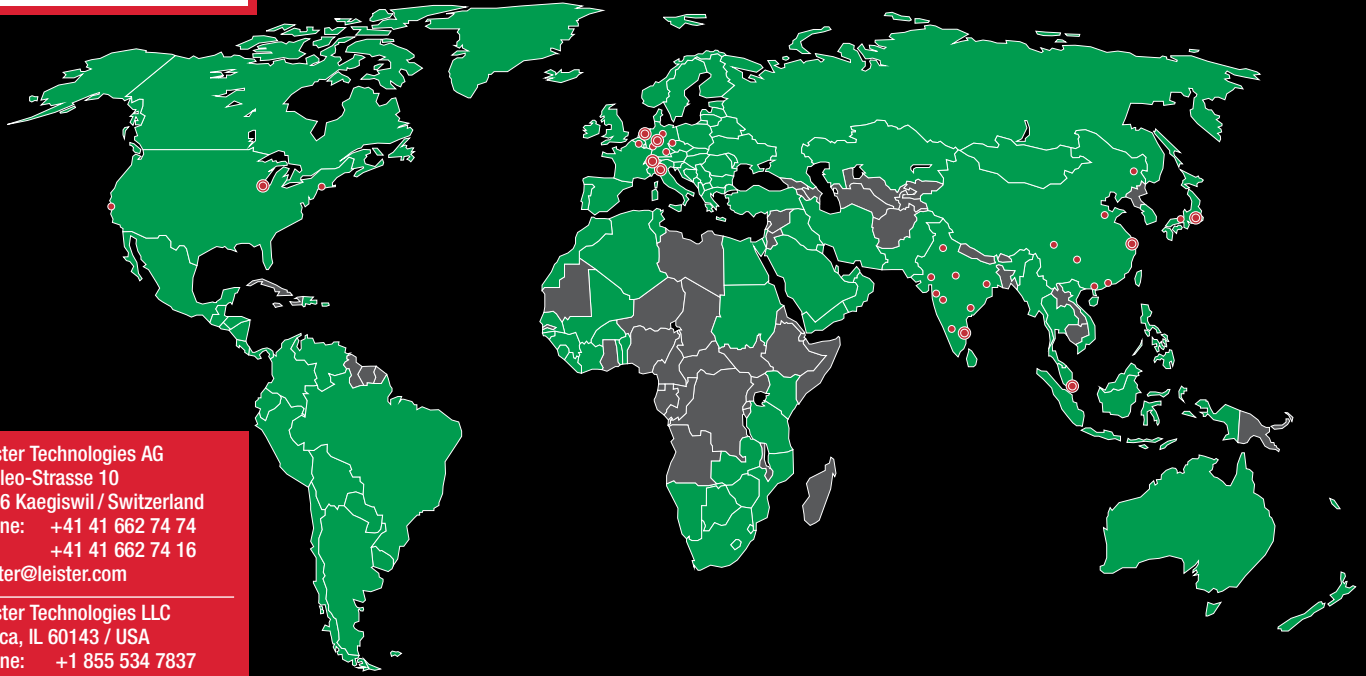 ster Technologies AG
leo-Strasse 10
6 Kaegiswil / Switzerland
ne: +41 41 662 74 74
+41 41 662 74 16
ter@leister.com
ster Technologies LLC
ca, IL 60143 / USA
ne: +1 855 534 7837